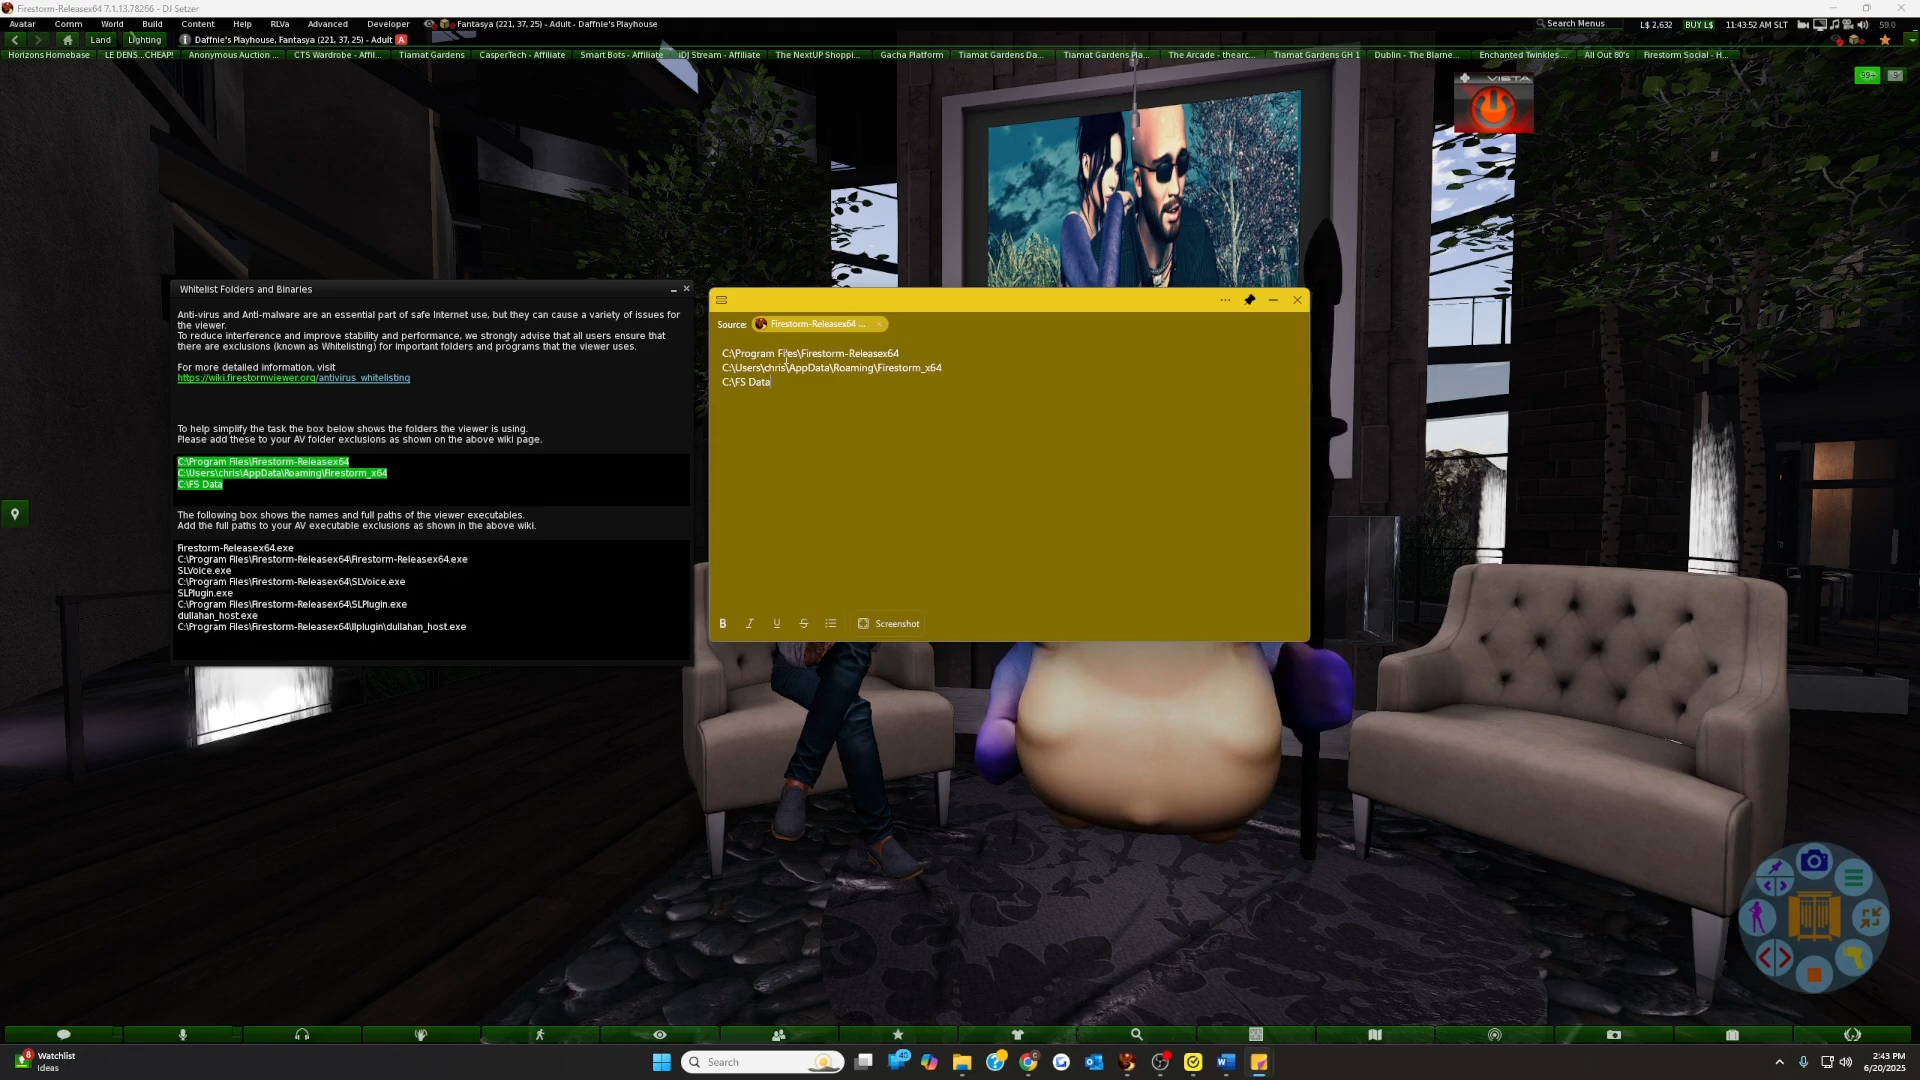 Firestorm-Releasex64 7.1.13.78266 - DJ Setzer
Avatar Comm World Build Content Help RLVa Advanced Developer Fantasya (221, 37, 25) - Adult - Daffnie's Playhouse
Search Menus L$ 2,632 BUY L$ 11:43:52 AM SLT 59.0
Land Lighting Daffnie's Playhouse, Fantasya (221, 37, 25) - Adult A
Horizons Homebase LE DENS...CHEAP! Anonymous Auction ... CTS Wardrobe - Affil... Tiamat Gardens CasperTech - Affiliate Smart Bots - Affiliate iDJ Stream - Affiliate The NextUP Shoppi... Gacha Platform Tiamat Gardens Da... Tiamat Gardens Pla... The Arcade - thearc... Tiamat Gardens GH 1 Dublin - The Blame... Enchanted Twinkles ... All Out 80's Firestorm Social - H...
99+ 9
VISTA
Whitelist Folders and Binaries
Anti-virus and Anti-malware are an essential part of safe Internet use, but they can cause a variety of issues for
the viewer.
To reduce interference and improve stability and performance, we strongly advise that all users ensure that
there are exclusions (known as Whitelisting) for important folders and programs that the viewer uses.
For more detailed information, visit
https://wiki.firestormviewer.org/antivirus_whitelisting
To help simplify the task the box below shows the folders the viewer is using.
Please add these to your AV folder exclusions as shown on the above wiki page.
C:\Program Files\Firestorm-Releasex64
C:\Users\chris\AppData\Roaming\Firestorm_x64
C:\FS Data
The following box shows the names and full paths of the viewer executables.
Add the full paths to your AV executable exclusions as shown in the above wiki.
Firestorm-Releasex64.exe
C:\Program Files\Firestorm-Releasex64\Firestorm-Releasex64.exe
SLVoice.exe
C:\Program Files\Firestorm-Releasex64\SLVoice.exe
SLPlugin.exe
C:\Program Files\Firestorm-Releasex64\SLPlugin.exe
dullahan_host.exe
C:\Program Files\Firestorm-Releasex64\llplugin\dullahan_host.exe
Source: Firestorm-Releasex64 ...
C:\Program Files\Firestorm-Releasex64
C:\Users\chris\AppData\Roaming\Firestorm_x64
C:\FS Data
B I U S Screenshot
8 Watchlist
Ideas
Search
40
2:43 PM
6/20/2025